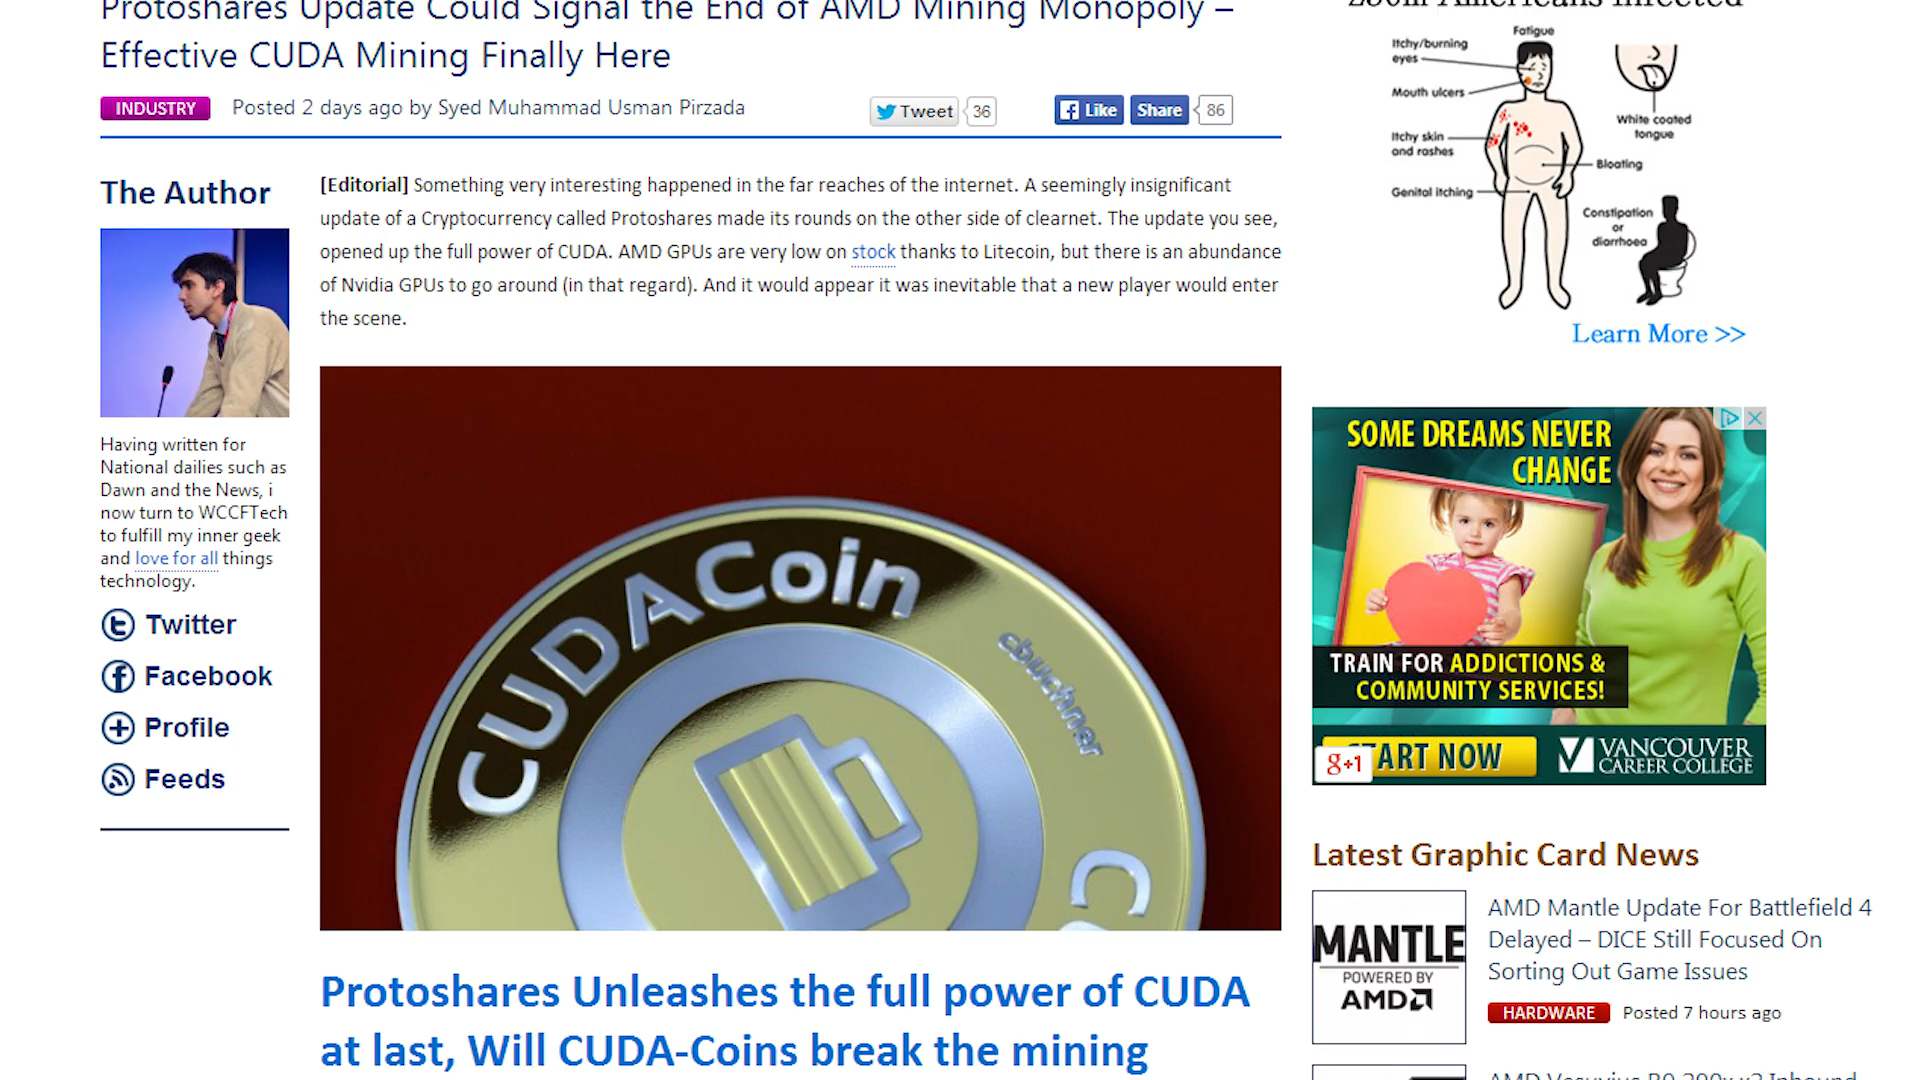 Protoshares Update Could Signal the End of AMD Mining Monopoly –
Effective CUDA Mining Finally Here
INDUSTRY
Posted 2 days ago by Syed Muhammad Usman Pirzada
Tweet
36
Like
Share
86
The Author
Having written for
National dailies such as
Dawn and the News, i
now turn to WCCFTech
to fulfill my inner geek
and love for all things
technology.
Twitter
Facebook
Profile
Feeds
[Editorial] Something very interesting happened in the far reaches of the internet. A seemingly insignificant
update of a Cryptocurrency called Protoshares made its rounds on the other side of clearnet. The update you see,
opened up the full power of CUDA. AMD GPUs are very low on stock thanks to Litecoin, but there is an abundance
of Nvidia GPUs to go around (in that regard). And it would appear it was inevitable that a new player would enter
the scene.
CUDACoin
cbuchner
Protoshares Unleashes the full power of CUDA
at last, Will CUDA-Coins break the mining
Americans Infected
Fatigue
Itchy/burning
eyes
Mouth ulcers
White coated
tongue
Itchy skin
and rashes
Bloating
Genital itching
Constipation
or
diarrhoea
Learn More >>
SOME DREAMS NEVER
CHANGE
TRAIN FOR ADDICTIONS &
COMMUNITY SERVICES!
g+1
ART NOW
VANCOUVER
CAREER COLLEGE
Latest Graphic Card News
MANTLE
POWERED BY
AMD
AMD Mantle Update For Battlefield 4
Delayed – DICE Still Focused On
Sorting Out Game Issues
HARDWARE
Posted 7 hours ago